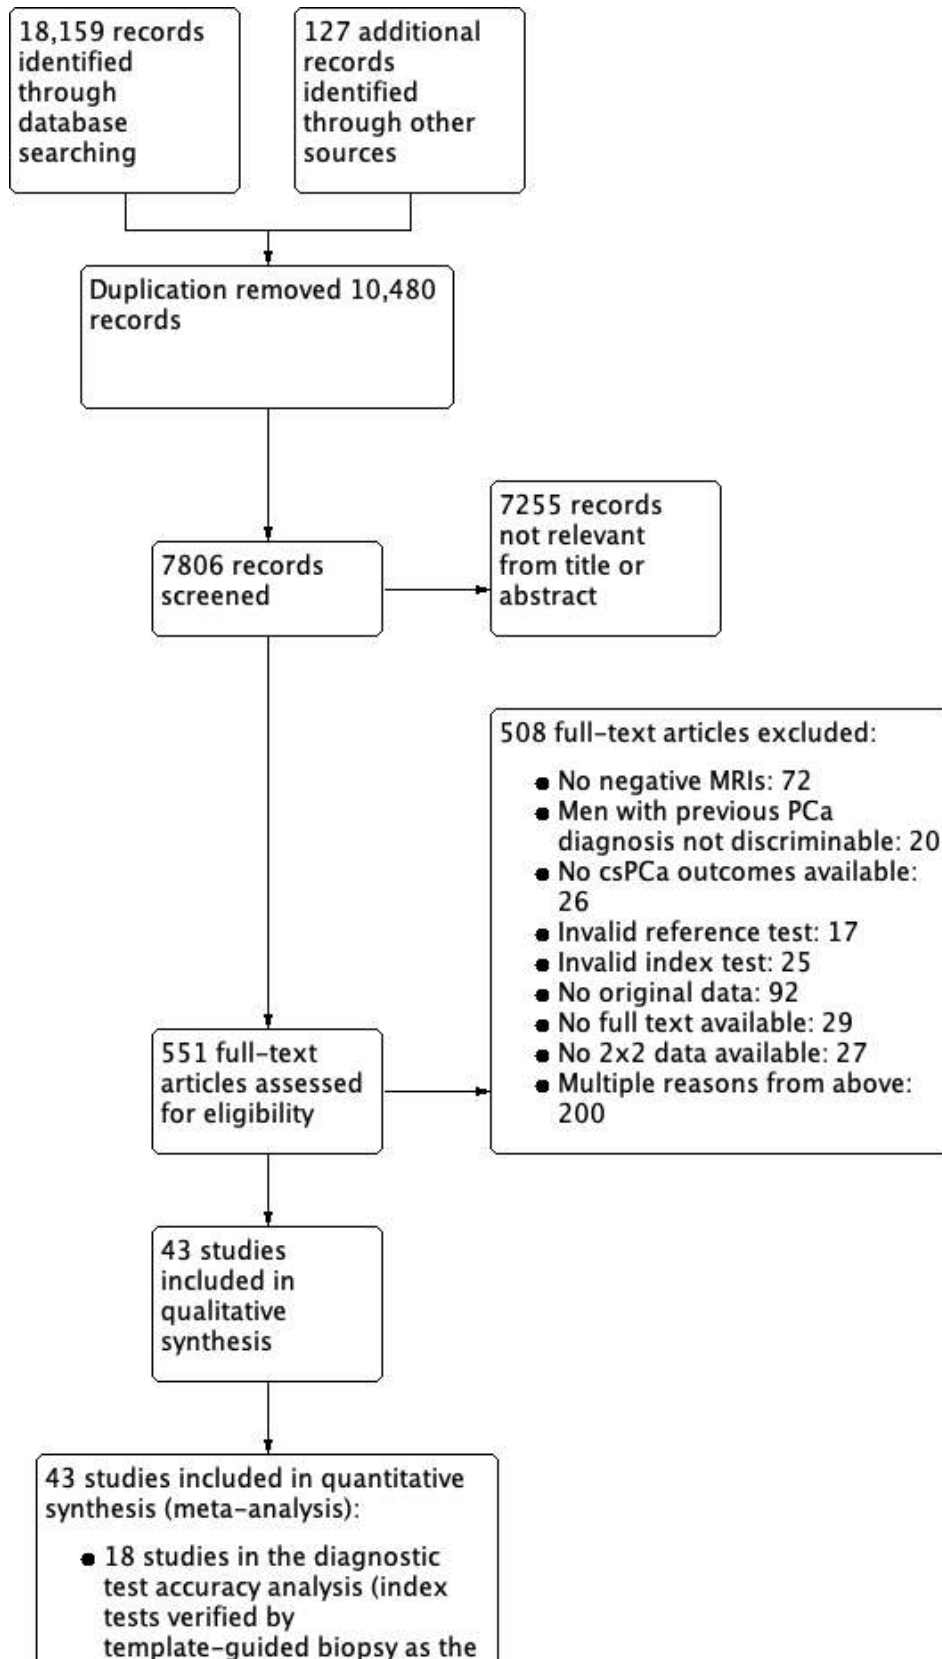 18,159 records
identified
through
database
searching
127 additional
records
identified
through other
sources
Duplication removed 10,480
records
7806 records
screened
7255 records
not relevant
from title or
abstract
508 full-text articles excluded:
● No negative MRIs: 72
● Men with previous PCa
diagnosis not discriminable: 20
● No csPCa outcomes available:
26
● Invalid reference test: 17
● Invalid index test: 25
● No original data: 92
● No full text available: 29
● No 2x2 data available: 27
● Multiple reasons from above:
200
551 full-text
articles assessed
for eligibility
43 studies
included in
qualitative
synthesis
43 studies included in quantitative
synthesis (meta-analysis):
● 18 studies in the diagnostic
test accuracy analysis (index
tests verified by
template-guided biopsy as the